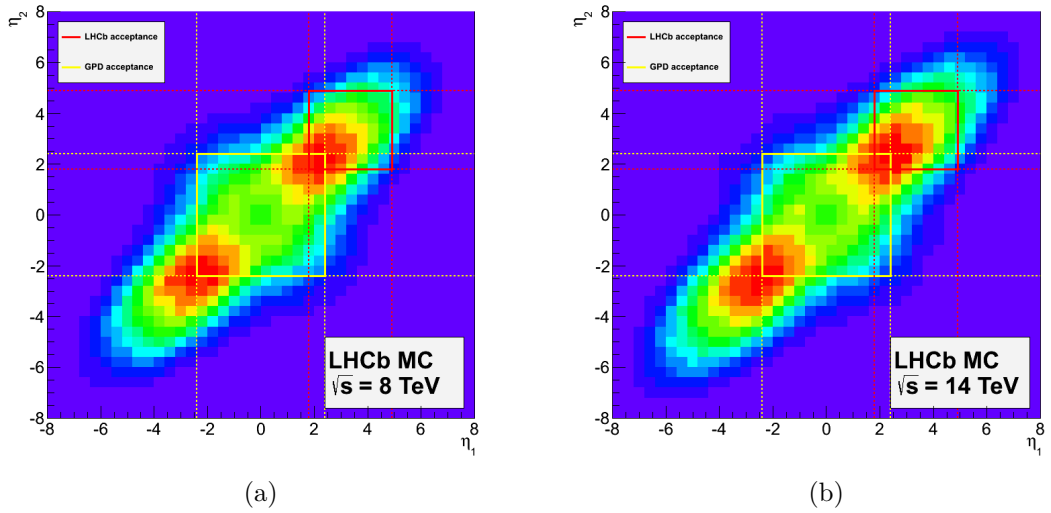 η2
8
6
4
2
0
-2
-4
-6
-8
LHCb acceptance
GPD acceptance
LHCb MC
√s = 8 TeV
-8 -6 -4 -2 0 2 4 6 8
η1
(a)
η2
8
6
4
2
0
-2
-4
-6
-8
LHCb acceptance
GPD acceptance
LHCb MC
√s = 14 TeV
-8 -6 -4 -2 0 2 4 6 8
η1
(b)